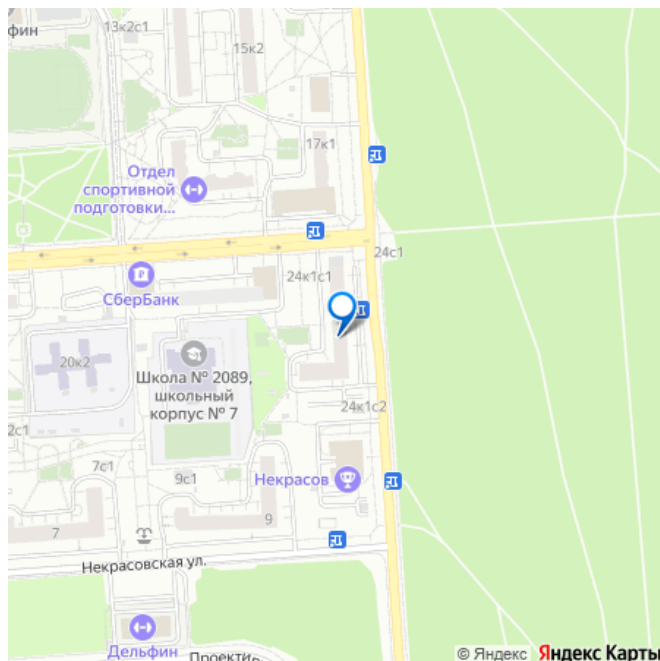 фин
13к2с1
15к2
17к1
Отдел
спортивной
подготовки...
24с1
24к1с1
СберБанк
20к2
Школа № 2089,
школьный
корпус № 7
24к1с2
2с1
7с1
9с1
Некрасов
7
9
Некрасовская ул.
Дельфин
© Яндекс Яндекс Карты